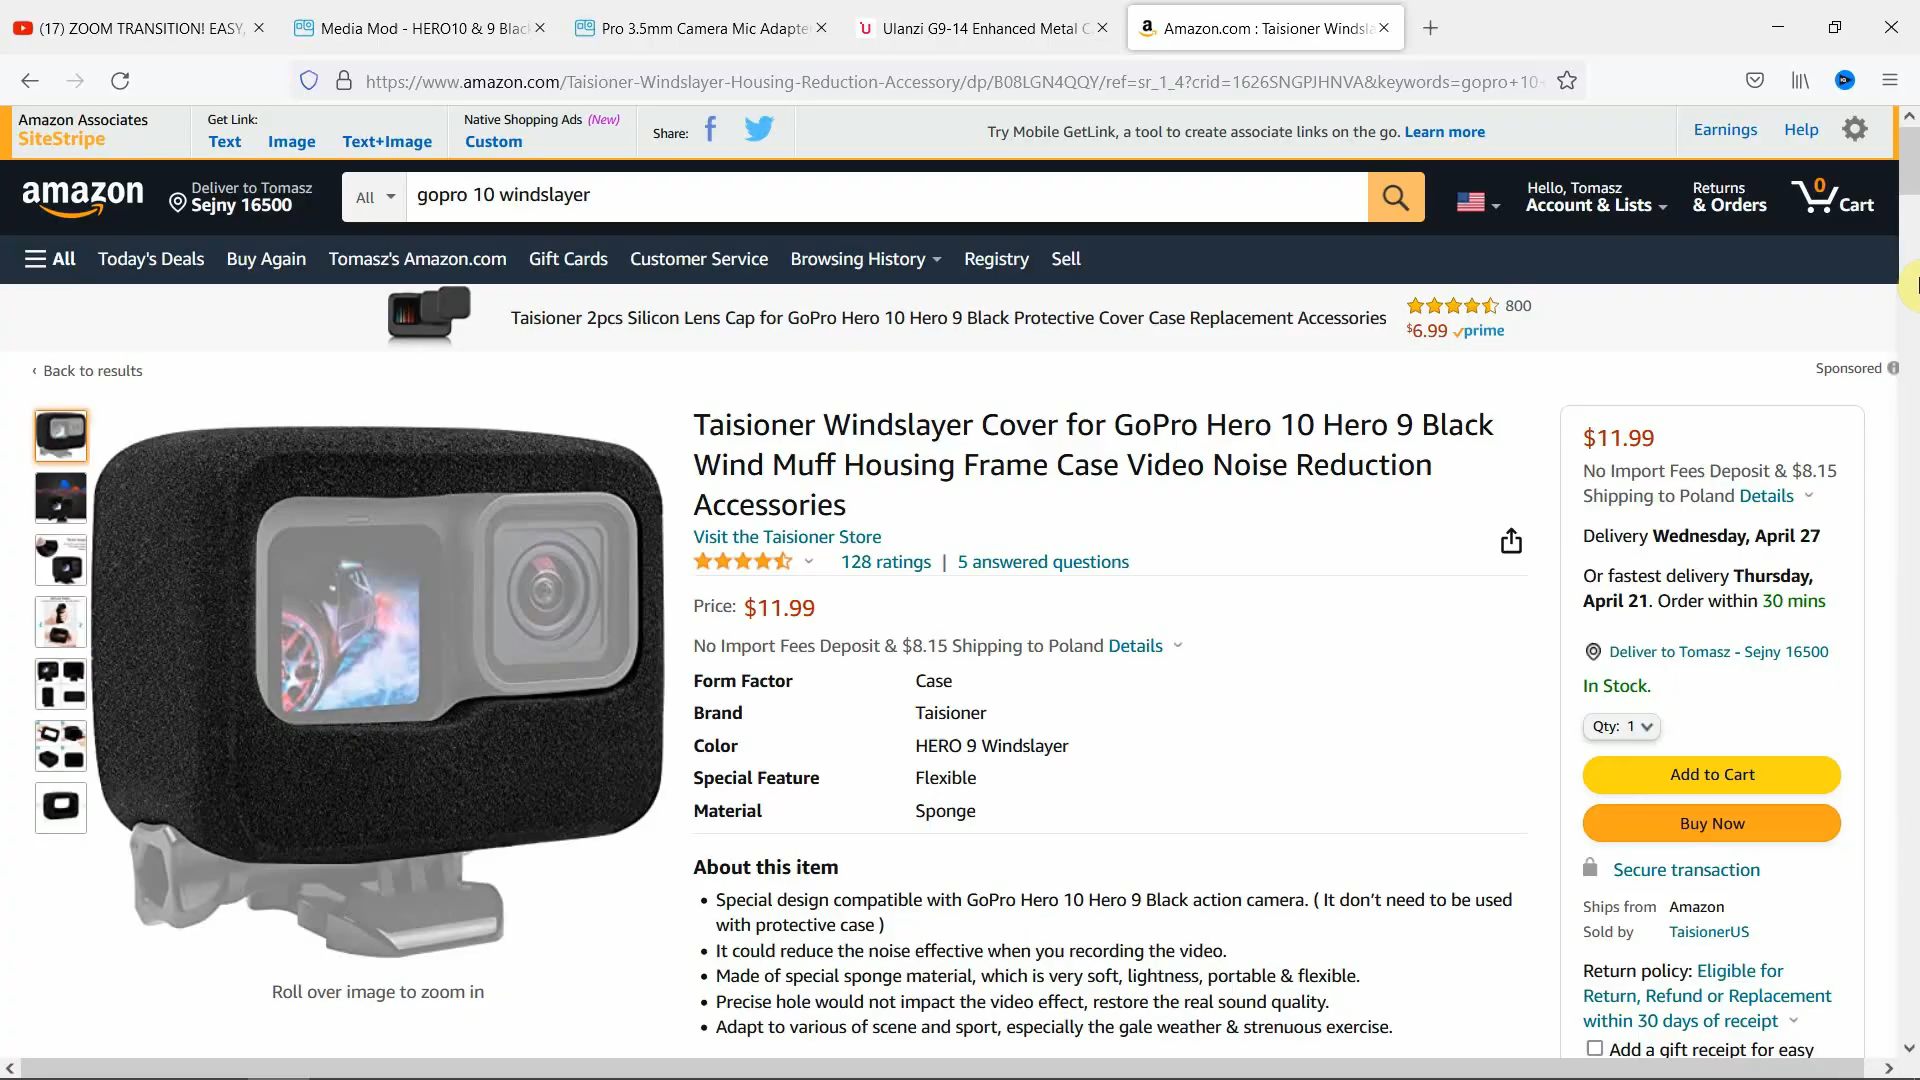 (17) ZOOM TRANSITION! EASY,
Media Mod - HERO10 & 9 Blac
Pro 3.5mm Camera Mic Adapte
Ulanzi G9-14 Enhanced Metal C
Amazon.com : Taisioner Windsla
https://www.amazon.com/Taisioner-Windslayer-Housing-Reduction-Accessory/dp/B08LGN4QQY/ref=sr_1_4?crid=1626SNGPJHNVA&keywords=gopro+10+
Amazon Associates
SiteStripe
Get Link:
Text Image Text+Image
Native Shopping Ads (New)
Custom
Share:
Try Mobile GetLink, a tool to create associate links on the go. Learn more
Earnings Help
amazon
Deliver to Tomasz
Sejny 16500
All
gopro 10 windslayer
Hello, Tomasz
Account & Lists
Returns
& Orders
0
Cart
All Today's Deals Buy Again Tomasz's Amazon.com Gift Cards Customer Service Browsing History Registry Sell
Taisioner 2pcs Silicon Lens Cap for GoPro Hero 10 Hero 9 Black Protective Cover Case Replacement Accessories
800
$6.99 prime
‹ Back to results
Sponsored
Taisioner Windslayer Cover for GoPro Hero 10 Hero 9 Black
Wind Muff Housing Frame Case Video Noise Reduction
Accessories
Visit the Taisioner Store
128 ratings | 5 answered questions
Price: $11.99
No Import Fees Deposit & $8.15 Shipping to Poland Details
Form Factor Case
Brand Taisioner
Color HERO 9 Windslayer
Special Feature Flexible
Material Sponge
About this item
• Special design compatible with GoPro Hero 10 Hero 9 Black action camera. ( It don’t need to be used
with protective case )
• It could reduce the noise effective when you recording the video.
• Made of special sponge material, which is very soft, lightness, portable & flexible.
• Precise hole would not impact the video effect, restore the real sound quality.
• Adapt to various of scene and sport, especially the gale weather & strenuous exercise.
Roll over image to zoom in
$11.99
No Import Fees Deposit & $8.15
Shipping to Poland Details
Delivery Wednesday, April 27
Or fastest delivery Thursday,
April 21. Order within 30 mins
Deliver to Tomasz - Sejny 16500
In Stock.
Qty: 1
Add to Cart
Buy Now
Secure transaction
Ships from Amazon
Sold by TaisionerUS
Return policy: Eligible for
Return, Refund or Replacement
within 30 days of receipt
Add a gift receipt for easy